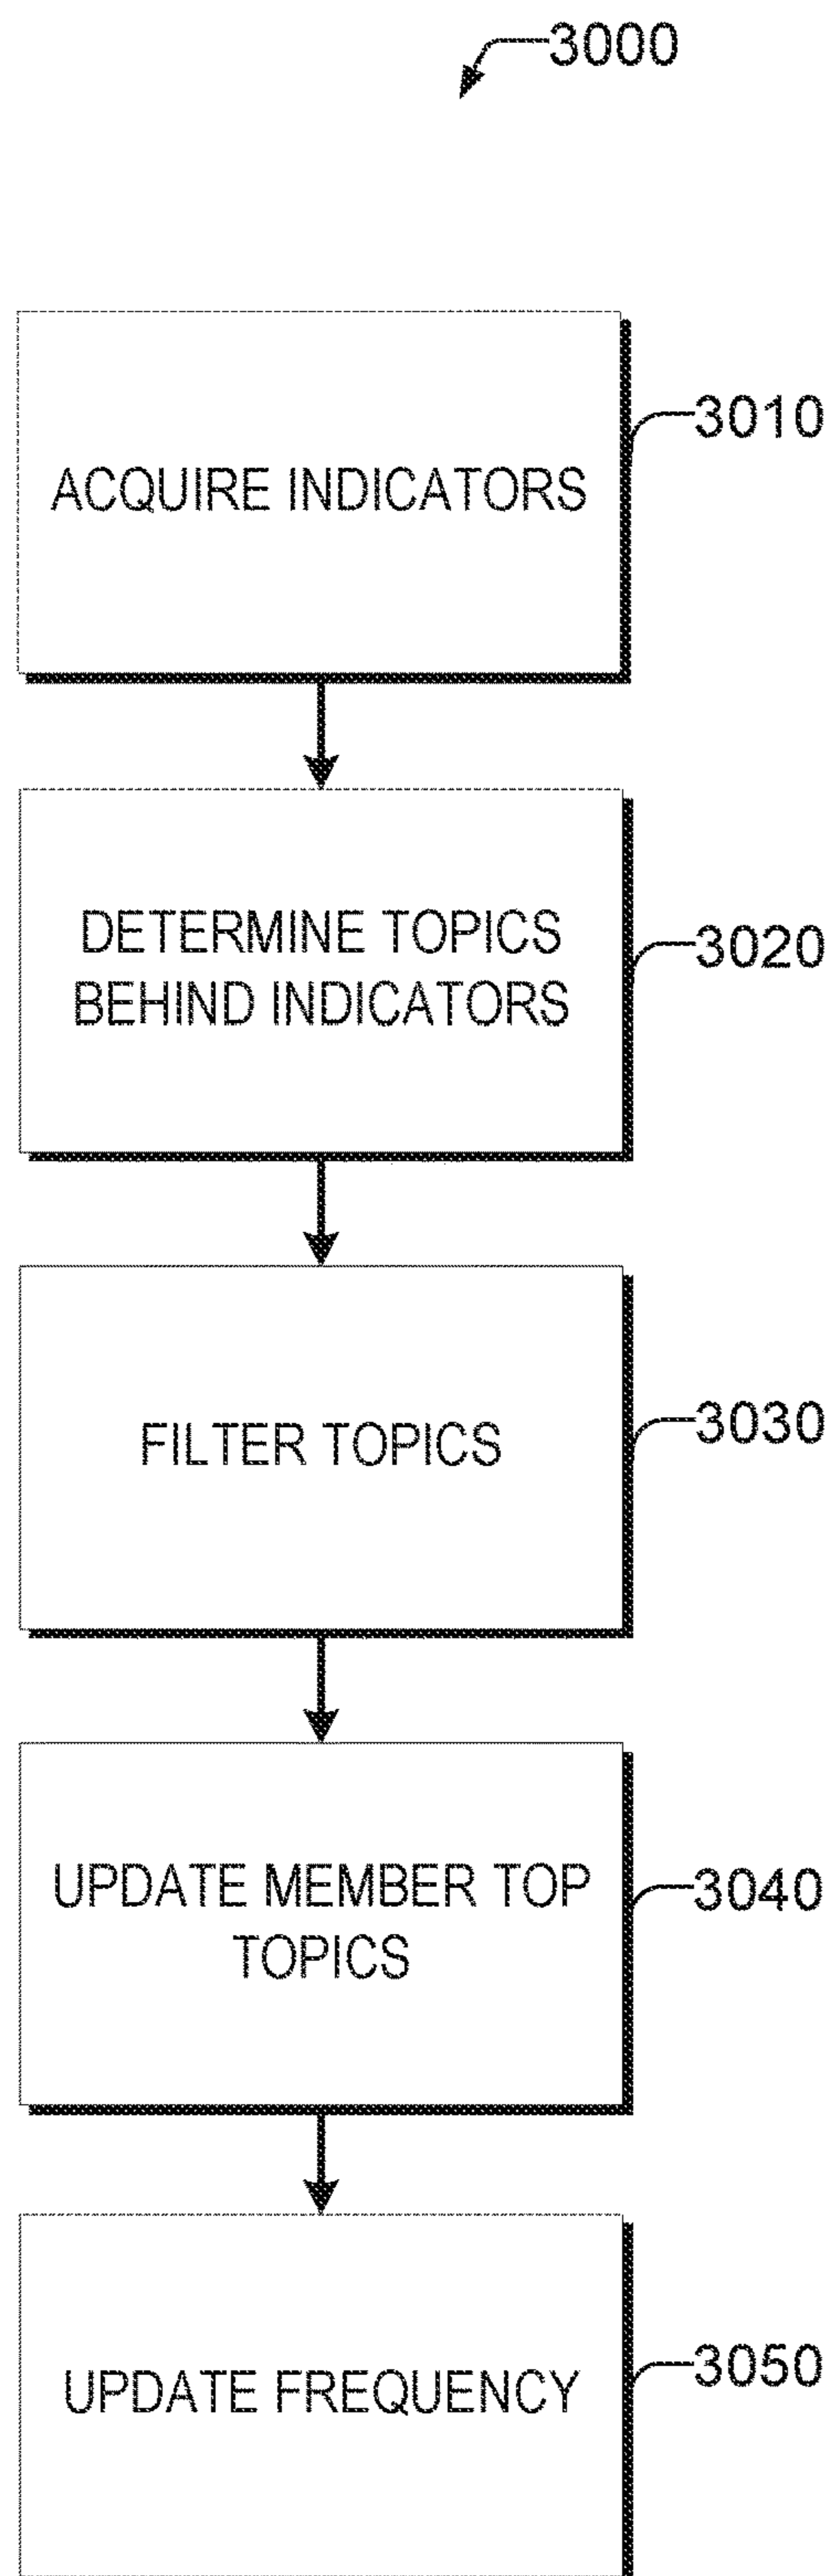 3000
ACQUIRE INDICATORS
3010
DETERMINE TOPICS
BEHIND INDICATORS
3020
FILTER TOPICS
3030
UPDATE MEMBER TOP
TOPICS
3040
UPDATE FREQUENCY
3050